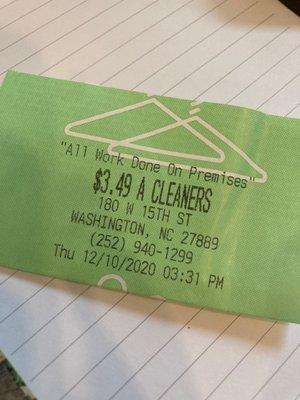 "All Work Done On Premises"
$3.49 A CLEANERS
180 W 15TH ST
WASHINGTON, NC 27889
(252) 940-1299
Thu 12/10/2020 03:31 PM